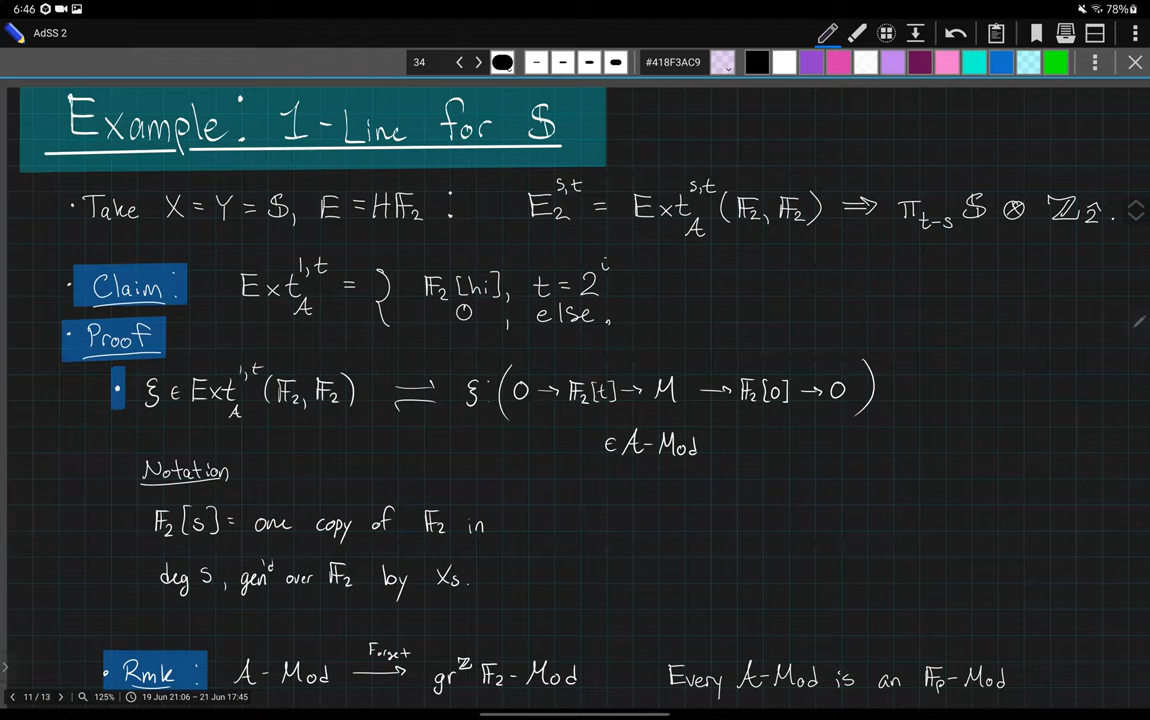 6:46 78%
AdSS 2
34 #418F3AC9
Example: 1-Line for $
· Take X = Y = $, E = HF₂ : E₂^{s,t} = Ext_A^{s,t}(F₂, F₂) ⟹ π_{t-s} $ ⊗ Z₂^.
· Claim: Ext_A^{1,t} = { F₂[hi], t = 2^i
0, else.
· Proof
· ξ ∈ Ext_A^{1,t}(F₂, F₂) ⇌ ξ: (0 → F₂[t] → M → F₂[0] → 0)
∈ A-Mod
Notation
F₂[s] = one copy of F₂ in
deg s, gen'd over F₂ by xs.
· Rmk: A-Mod —Forget→ gr^Z F₂-Mod Every A-Mod is an Fp-Mod
11 / 13 125% 19 Jun 21:06 – 21 Jun 17:45